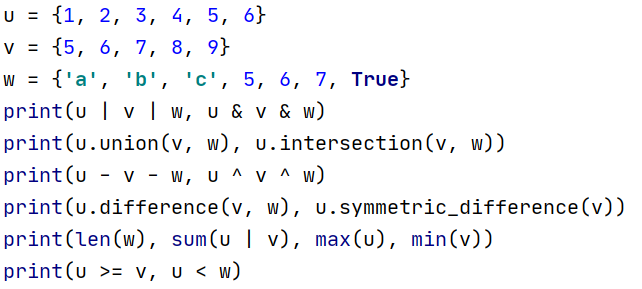 u = {1, 2, 3, 4, 5, 6}
v = {5, 6, 7, 8, 9}
w = {'a', 'b', 'c', 5, 6, 7, True}
print(u | v | w, u & v & w)
print(u.union(v, w), u.intersection(v, w))
print(u - v - w, u ^ v ^ w)
print(u.difference(v, w), u.symmetric_difference(v))
print(len(w), sum(u | v), max(u), min(v))
print(u >= v, u < w)